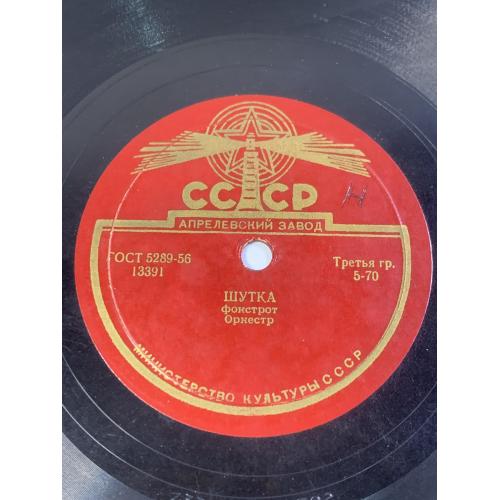 СССР
АПРЕЛЕВСКИЙ ЗАВОД
ГОСТ 5289-56
13391
Третья гр.
5-70
ШУТКА
фокстрот
Оркестр
МИНИСТЕРСТВО КУЛЬТУРЫ СССР